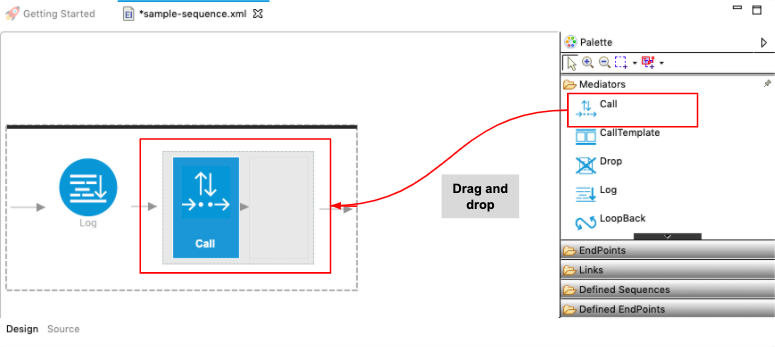 Getting Started
EI
*sample-sequence.xml
Palette
Mediators
Call
CallTemplate
Drop
Log
LoopBack
EndPoints
Links
Defined Sequences
Defined EndPoints
Log
Call
Drag and
drop
Design Source